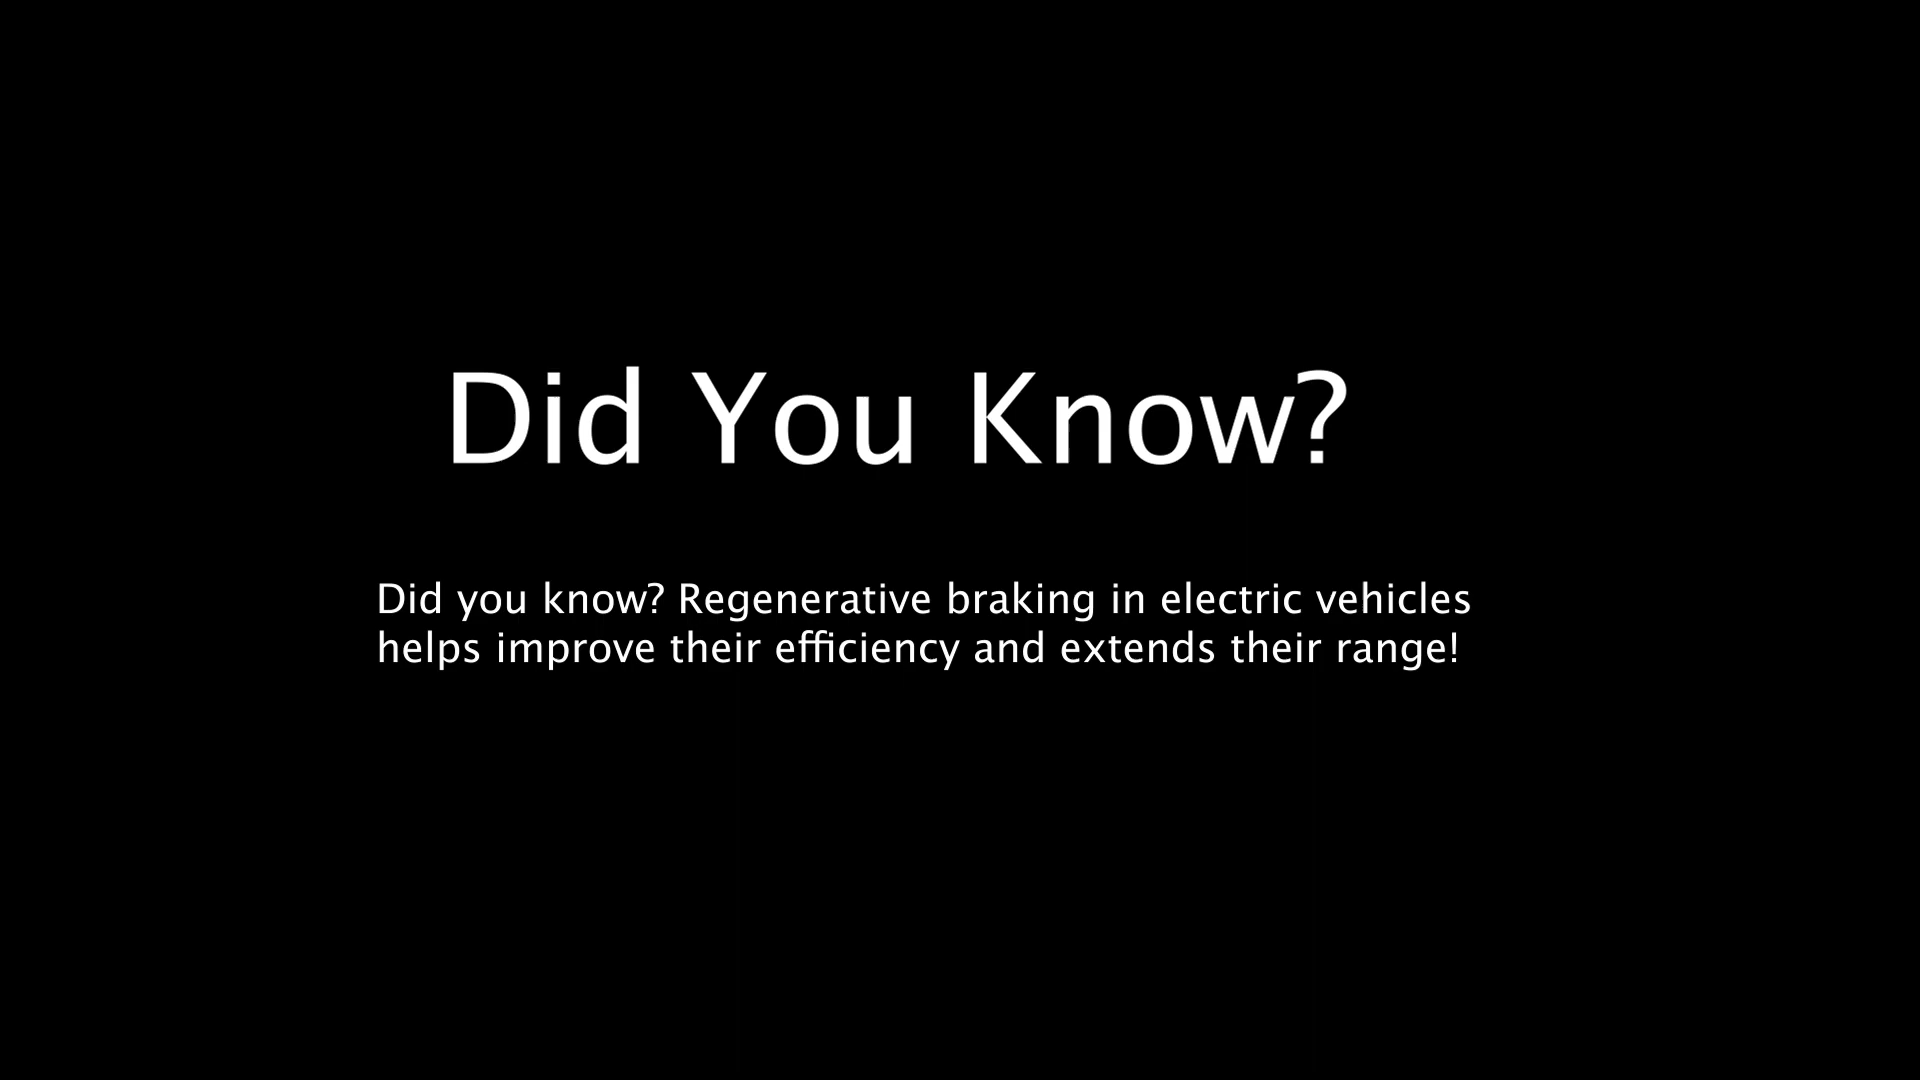 Did You Know?
Did you know? Regenerative braking in electric vehicles
helps improve their efficiency and extends their range!